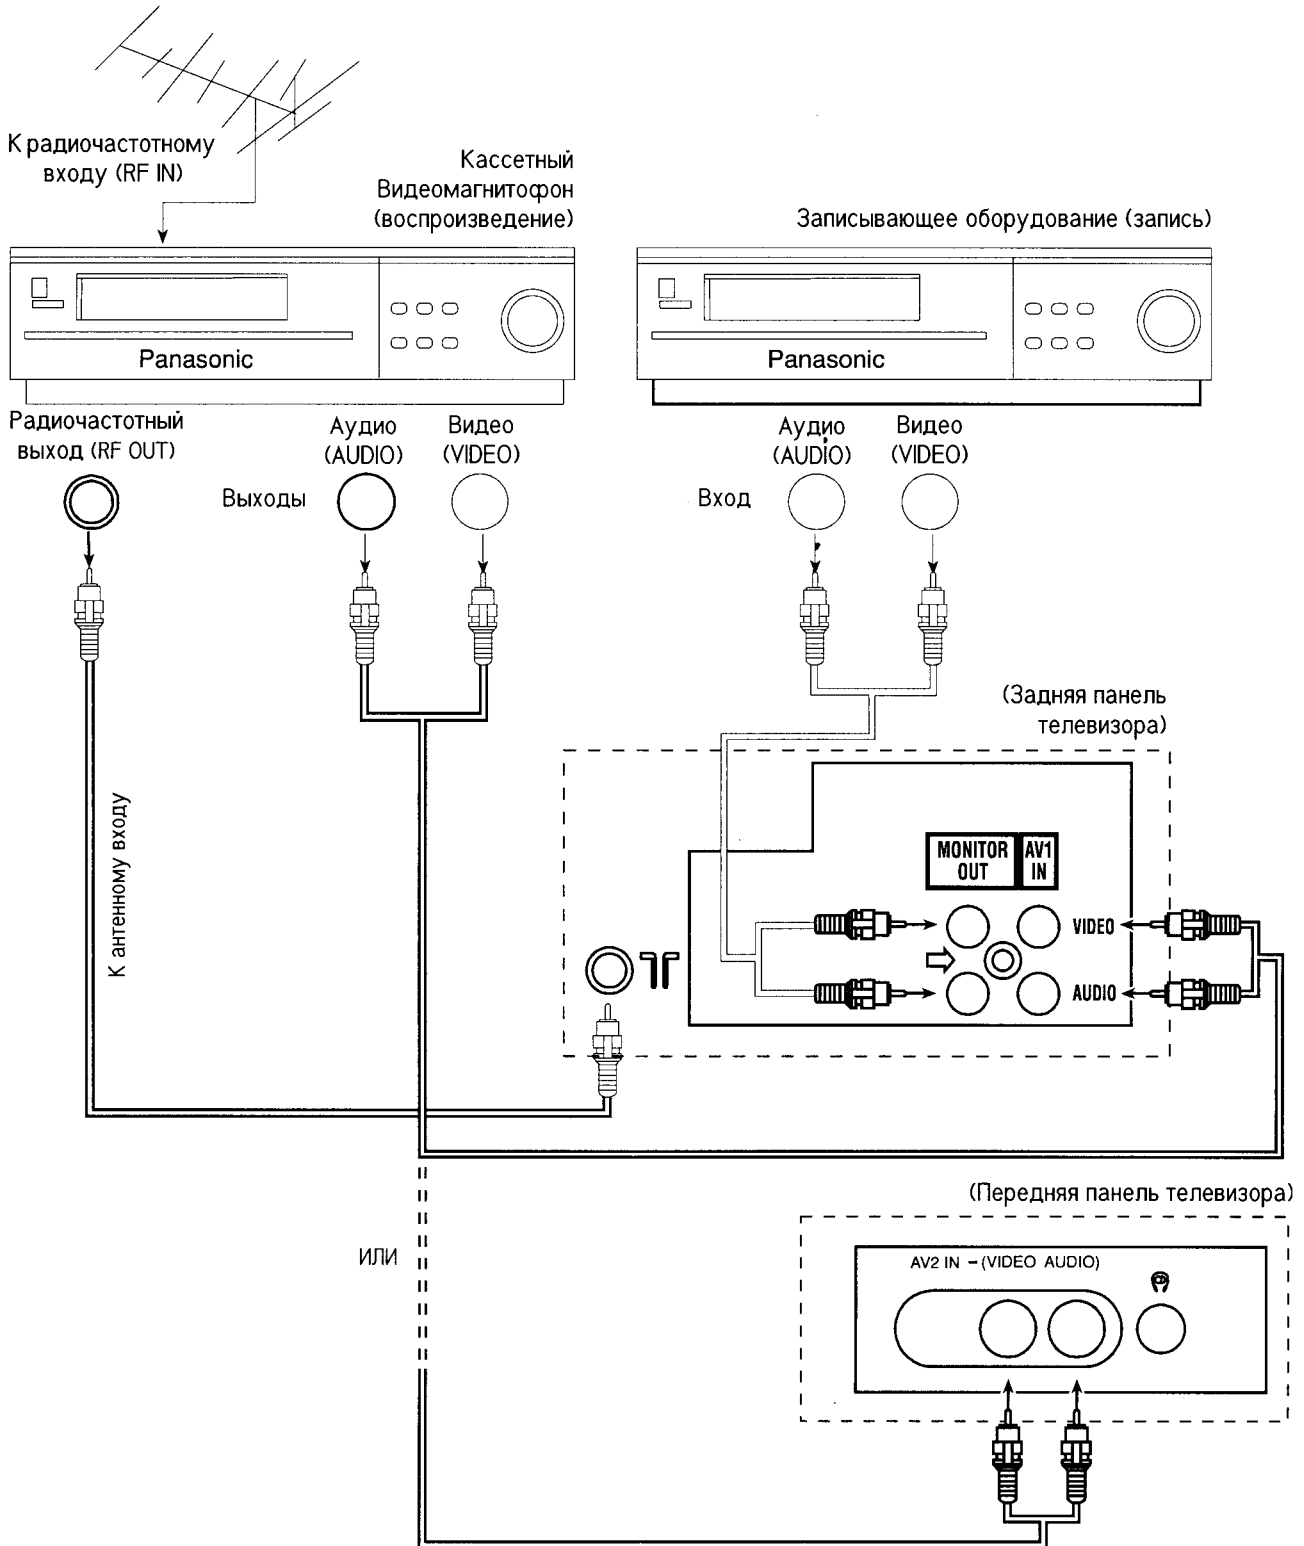 К радиочастотному
входу (RF IN)
Кассетный
Видеомагнитофон
(воспроизведение)
Записывающее оборудование (запись)
Panasonic
Panasonic
Радиочастотный
выход (RF OUT)
Аудио
(AUDIO)
Видео
(VIDEO)
Выходы
Аудио
(AUDIO)
Видео
(VIDEO)
Вход
(Задняя панель
телевизора)
К антенному входу
MONITOR
OUT
AV1
IN
VIDEO
AUDIO
(Передняя панель телевизора)
ИЛИ
AV2 IN – (VIDEO AUDIO)